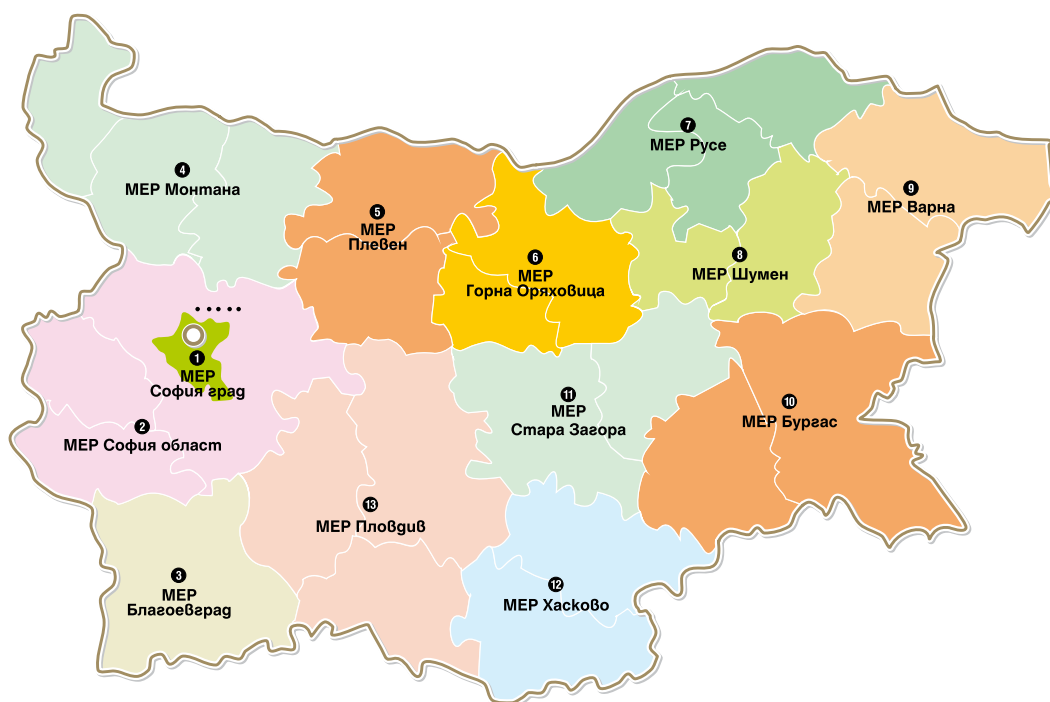 1
МЕР
София град
2
МЕР София област
3
МЕР
Благоевград
4
МЕР Монтана
5
МЕР
Плевен
6
МЕР
Горна Оряховица
7
МЕР Русе
8
МЕР Шумен
9
МЕР Варна
10
МЕР Бургас
11
МЕР
Стара Загора
12
МЕР Хасково
13
МЕР Пловдив